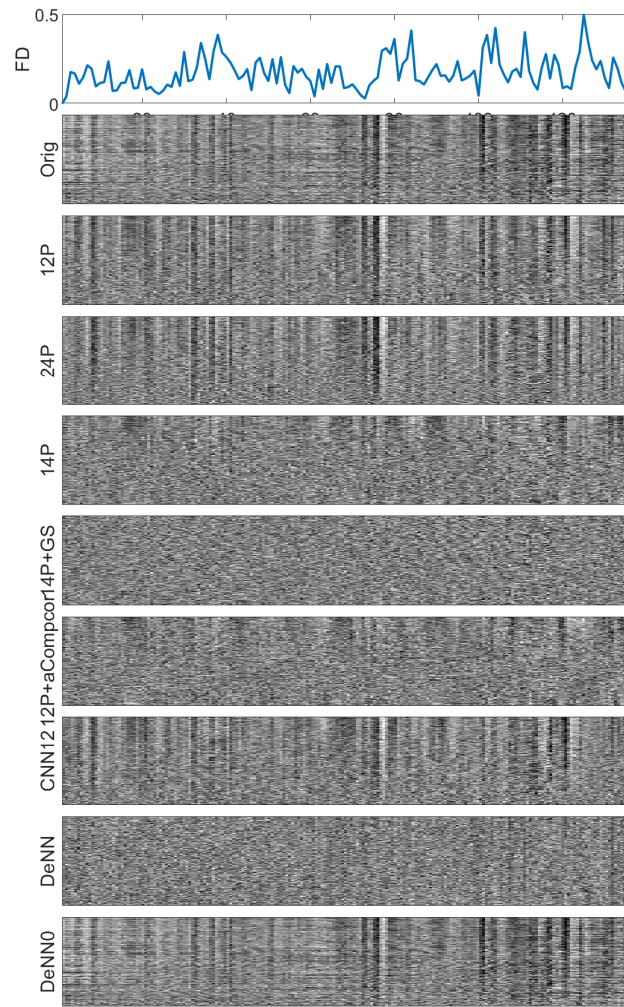 0.5
FD
0
Orig
12P
24P
14P
14P+GS
12P+aCompcor
CNN12
DeNN
DeNN0